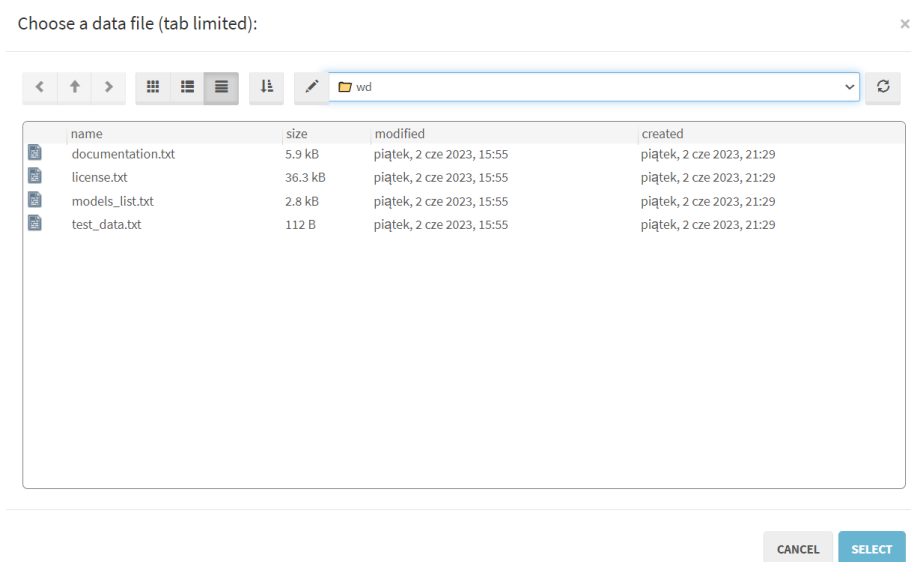 Choose a data file (tab limited):
×
wd
name size modified created
documentation.txt 5.9 kB piątek, 2 cze 2023, 15:55 piątek, 2 cze 2023, 21:29
license.txt 36.3 kB piątek, 2 cze 2023, 15:55 piątek, 2 cze 2023, 21:29
models_list.txt 2.8 kB piątek, 2 cze 2023, 15:55 piątek, 2 cze 2023, 21:29
test_data.txt 112 B piątek, 2 cze 2023, 15:55 piątek, 2 cze 2023, 21:29
CANCEL SELECT